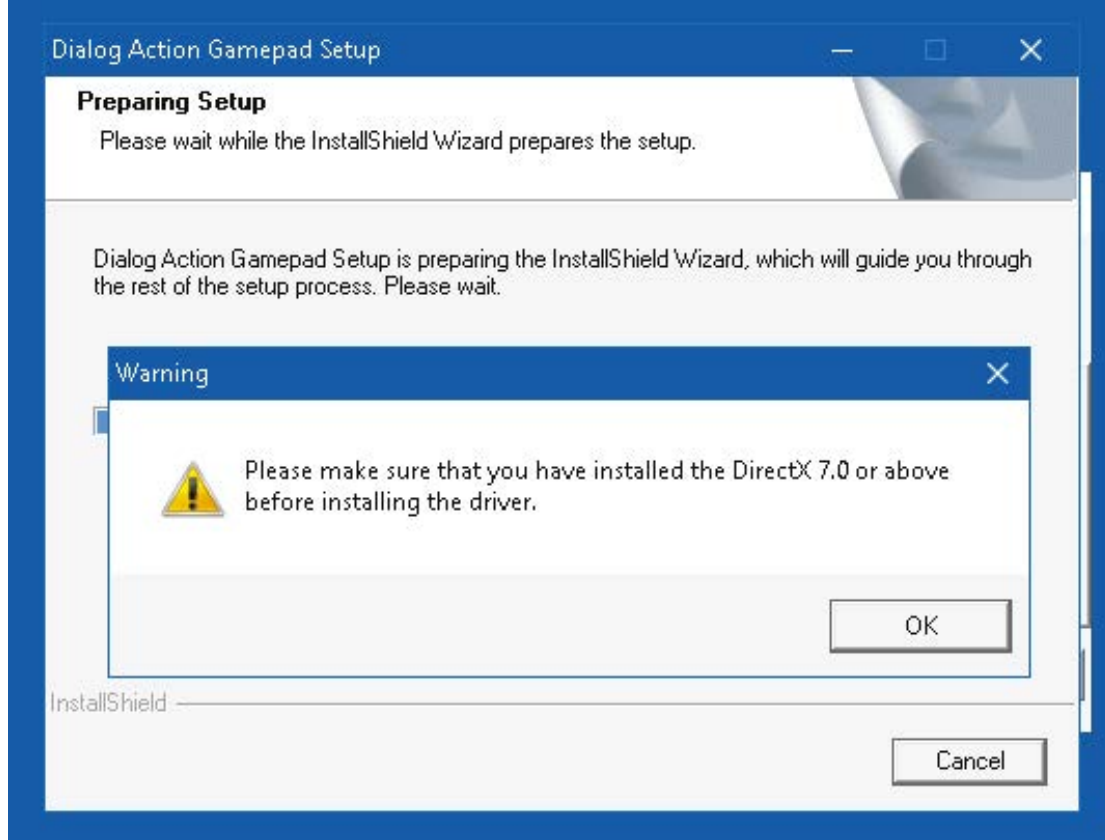 Dialog Action Gamepad Setup
Preparing Setup
Please wait while the InstallShield Wizard prepares the setup.
Dialog Action Gamepad Setup is preparing the InstallShield Wizard, which will guide you through
the rest of the setup process. Please wait.
Warning
Please make sure that you have installed the DirectX 7.0 or above
before installing the driver.
OK
InstallShield
Cancel